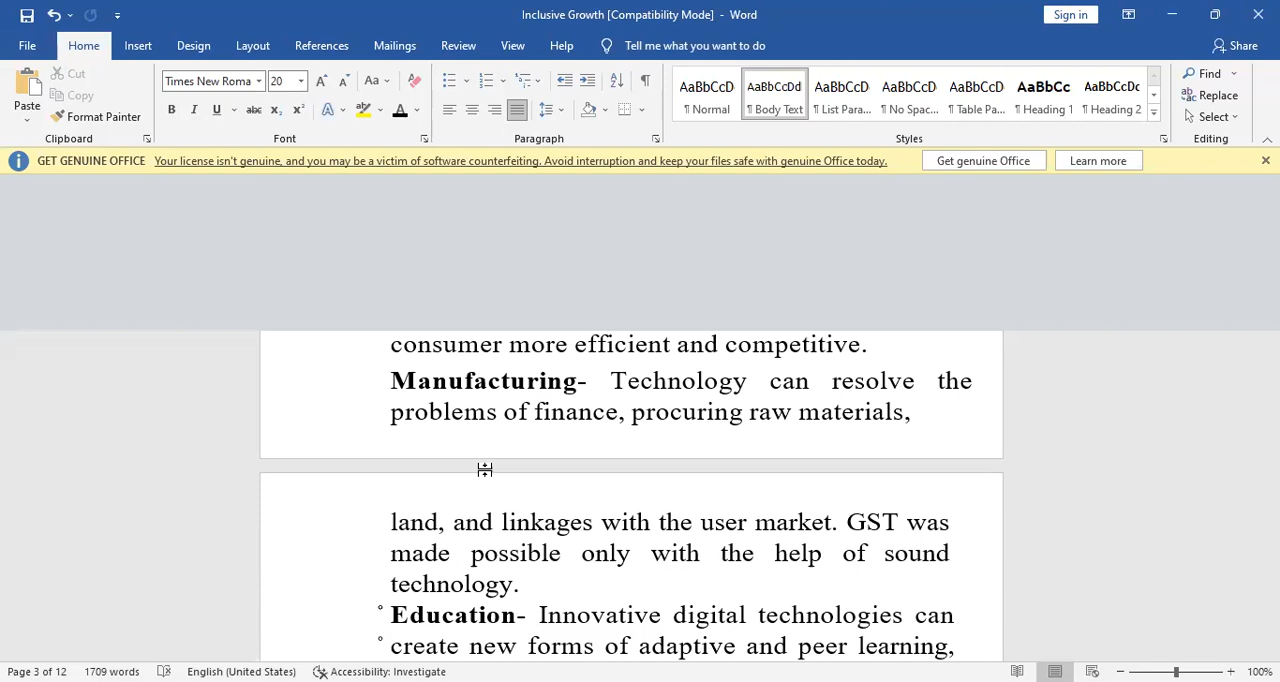 Inclusive Growth [Compatibility Mode] - Word
Sign in
File Home Insert Design Layout References Mailings Review View Help Tell me what you want to do Share
Paste
Cut
Copy
Format Painter
Clipboard
Times New Roma 20
Font
Paragraph
AaBbCcD AaBbCcDd AaBbCcD AaBbCcD AaBbCcD AaBbCc AaBbCcDc
¶ Normal ¶ Body Text ¶ List Para... ¶ No Spac... ¶ Table Pa... ¶ Heading 1 ¶ Heading 2
Styles
Find
Replace
Select
Editing
GET GENUINE OFFICE Your license isn't genuine, and you may be a victim of software counterfeiting. Avoid interruption and keep your files safe with genuine Office today. Get genuine Office Learn more
consumer more efficient and competitive.
Manufacturing- Technology can resolve the
problems of finance, procuring raw materials,
land, and linkages with the user market. GST was
made possible only with the help of sound
technology.
° Education- Innovative digital technologies can
° create new forms of adaptive and peer learning,
Page 3 of 12 1709 words English (United States) Accessibility: Investigate 100%